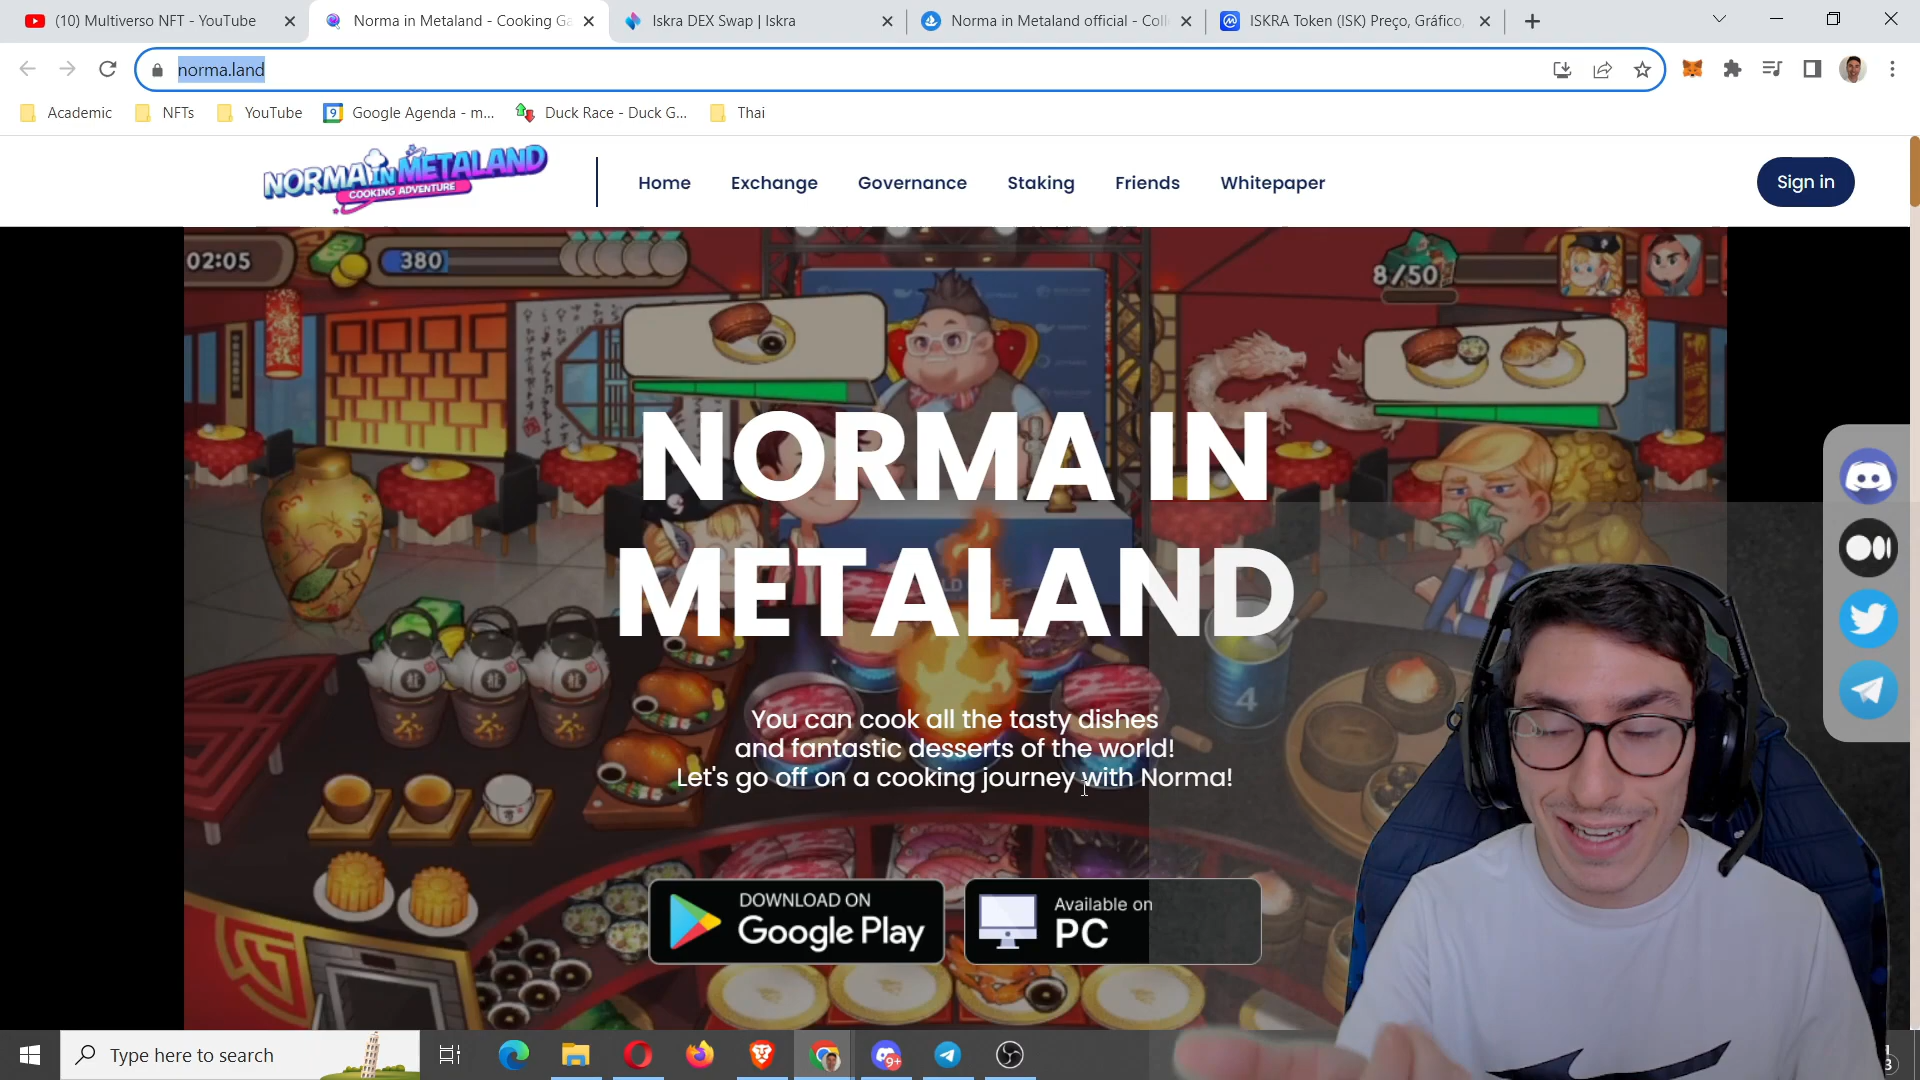 (10) Multiverso NFT - YouTube
Norma in Metaland - Cooking Ga
Iskra DEX Swap | Iskra
Norma in Metaland official - Coll
ISKRA Token (ISK) Preço, Gráfico,
norma.land
Academic
NFTs
YouTube
9
Google Agenda - m...
Duck Race - Duck G...
Thai
NORMA IN METALAND
COOKING ADVENTURE
Home
Exchange
Governance
Staking
Friends
Whitepaper
Sign in
02:05
380
8/50
NORMA IN
METALAND
4
You can cook all the tasty dishes
and fantastic desserts of the world!
Let's go off on a cooking journey with Norma!
DOWNLOAD ON
Google Play
Available on
PC
Type here to search
9+